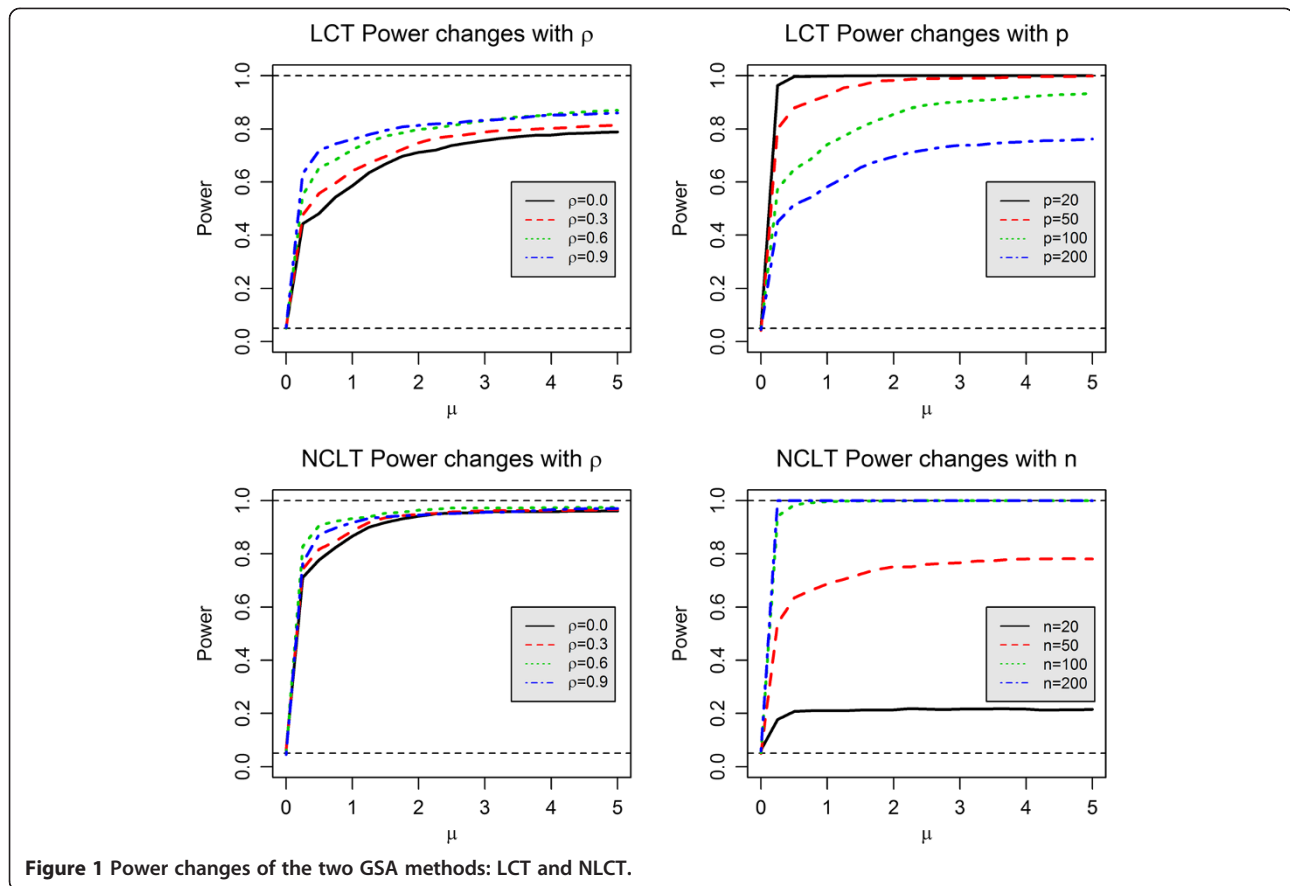 LCT Power changes with ρ
Power
1.0
0.8
0.6
0.4
0.2
0.0
ρ=0.0
ρ=0.3
ρ=0.6
ρ=0.9
0 1 2 3 4 5
μ
LCT Power changes with p
Power
1.0
0.8
0.6
0.4
0.2
0.0
p=20
p=50
p=100
p=200
0 1 2 3 4 5
μ
NCLT Power changes with ρ
Power
1.0
0.8
0.6
0.4
0.2
0.0
ρ=0.0
ρ=0.3
ρ=0.6
ρ=0.9
0 1 2 3 4 5
μ
NCLT Power changes with n
Power
1.0
0.8
0.6
0.4
0.2
0.0
n=20
n=50
n=100
n=200
0 1 2 3 4 5
μ
Figure 1 Power changes of the two GSA methods: LCT and NLCT.